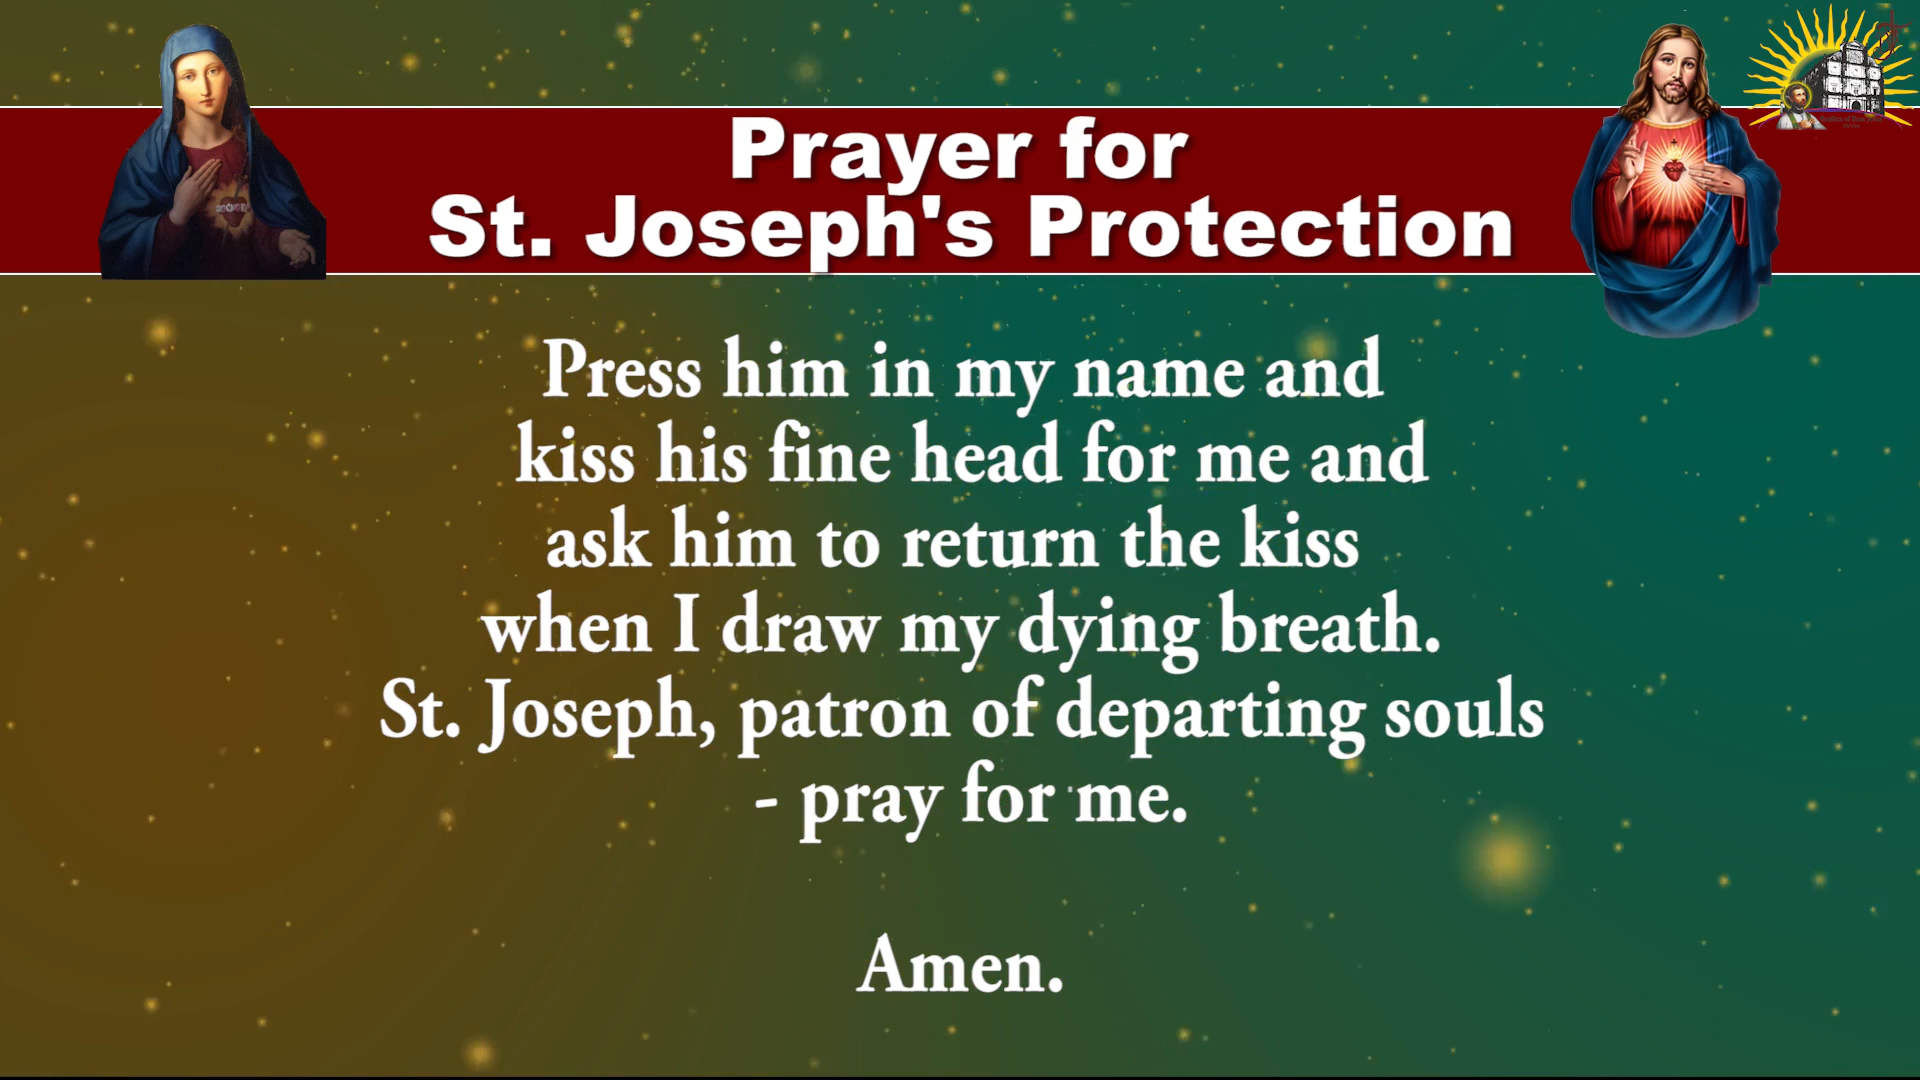 Prayer for
St. Joseph's Protection
Press him in my name and
kiss his fine head for me and
ask him to return the kiss
when I draw my dying breath.
St. Joseph, patron of departing souls
- pray for me.
Amen.